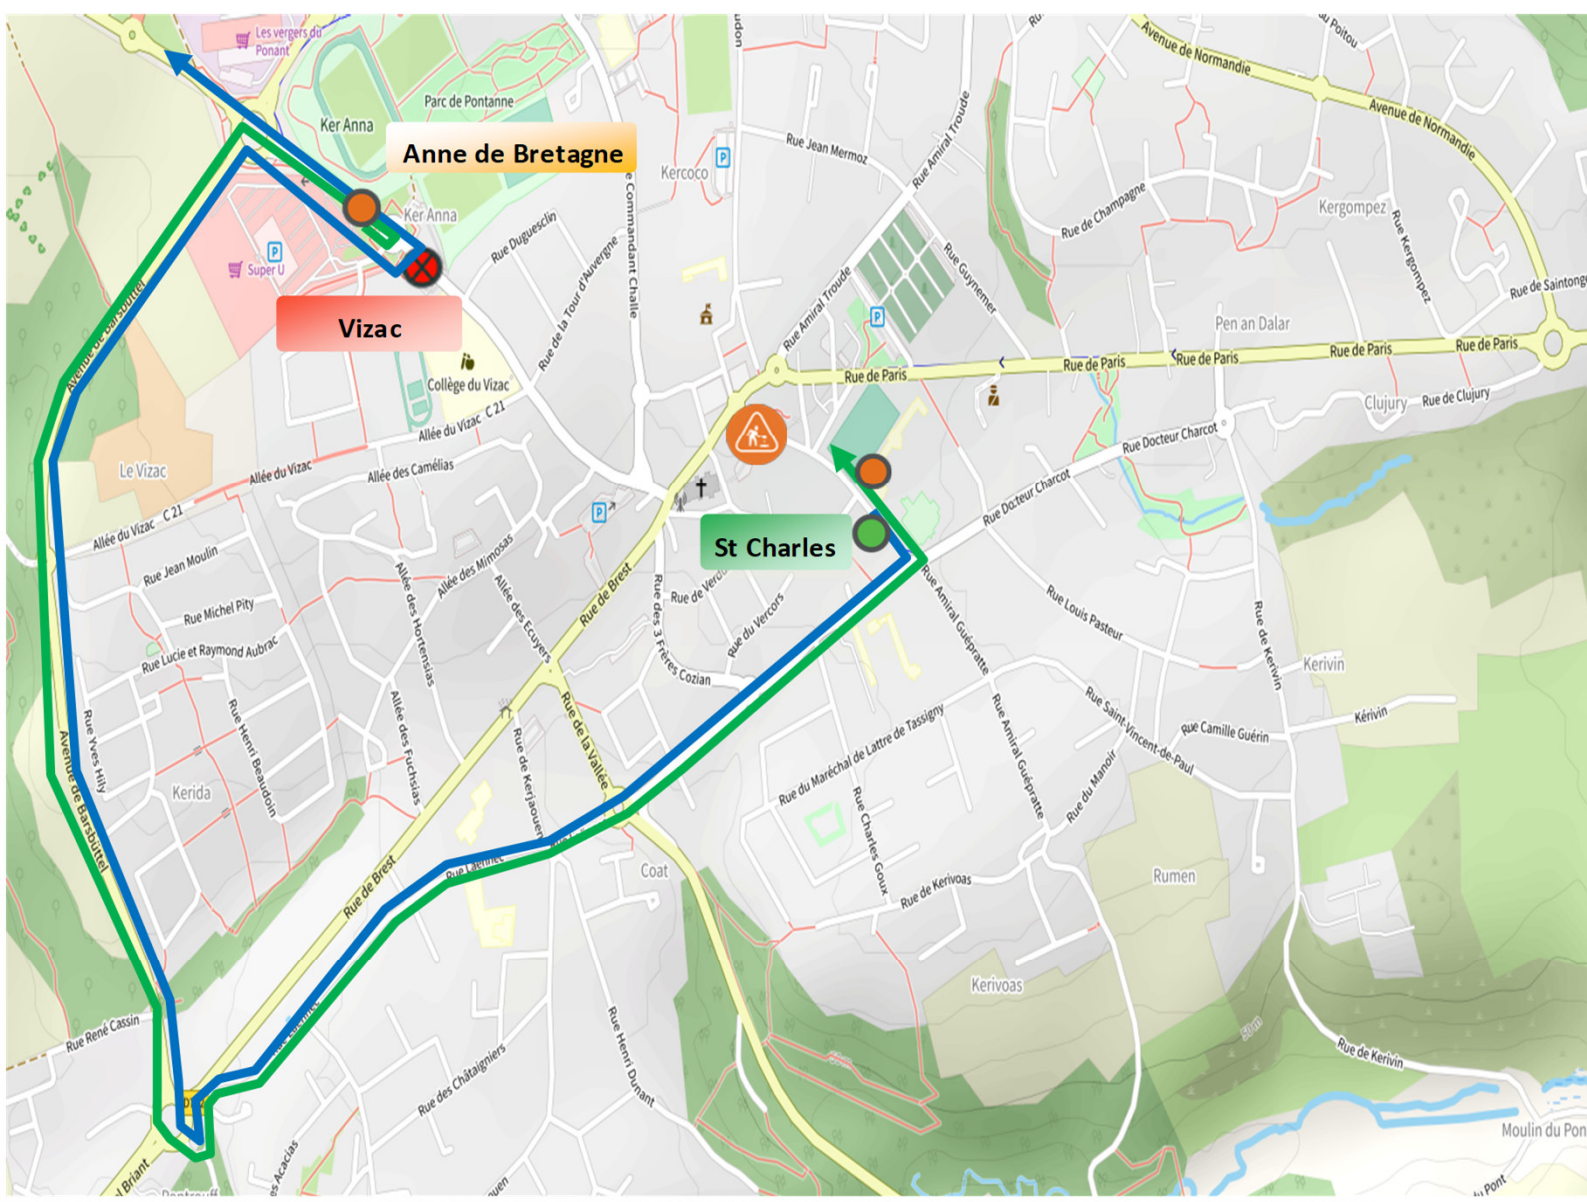 Les vergers du
Ponant
Parc de Pontanne
Ker Anna
Anne de Bretagne
Ker Anna
Kercoco
P
Rue Jean Mermoz
Rue Amiral Troude
Avenue de Normandie
Avenue de Normandie
Poitou
Rue de Champagne
Kergompez
Rue Kergompez
Rue de Saintong
Rue Duguesclin
Rue de la Tour d'Auvergne
Commandant Challe
Rue Amiral Troude
Rue Guynemer
P
Super U
Avenue de Barsbüttel
Vizac
P
Pen an Dalar
Collège du Vizac
Rue de Paris
Rue de Paris
Rue de Paris
Rue de Paris
Rue de Paris
Clujury
Rue de Clujury
Allée du Vizac C 21
Rue Docteur Charcot
Allée des Camélias
Allée du Vizac
Le Vizac
Rue Docteur Charcot
P
Allée du Vizac C 21
St Charles
Rue Jean Moulin
Allée des Mimosas
Allée des Hortensias
Allée des Ecuyers
Rue de Brest
Rue des 3 Frères Cozian
Rue du Vercors
Rue Amiral Guépratte
Rue Louis Pasteur
Rue de Kerivin
Kerivin
Rue Michel Pity
Rue Lucie et Raymond Aubrac
Rue Yves Hily
Rue Henri Beaudoin
Allée des Fuchsias
Rue de la Vallée
Rue de Kerjaouen
Rue du Maréchal de Lattre de Tassigny
Rue Amiral Guépratte
Rue Saint-Vincent-de-Paul
Rue Camille Guérin
Kérivin
Rue du Manoir
Avenue de Barsbüttel
Kerida
Rue Charles Goux
Rue de Brest
Coat
Rue de Kerivoas
Rumen
Kerivoas
Rue René Cassin
Rue Henri Dunant
Rue des Châtaigniers
50 m
Rue de Kerivin
Moulin du Pon
Briant
es Acacias
du Pont